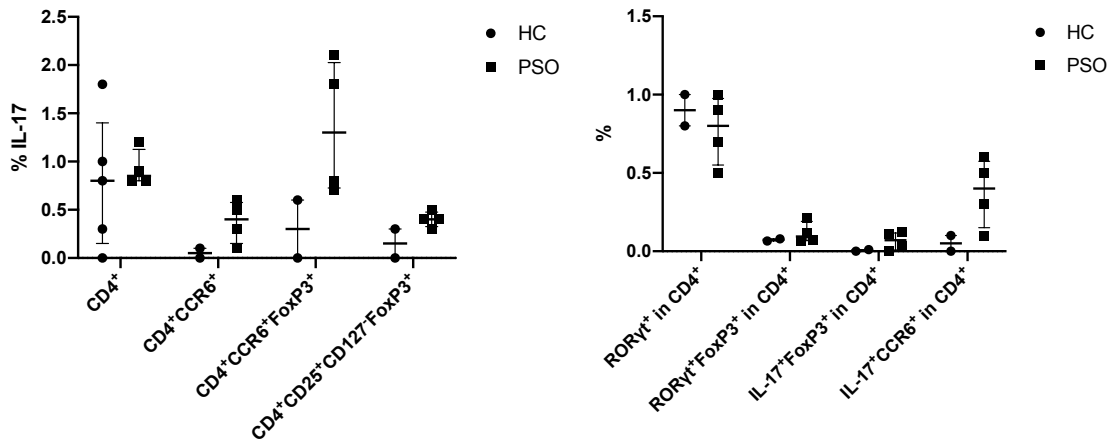 % IL-17
2.5
2.0
1.5
1.0
0.5
0.0
CD4⁺
CD4⁺CCR6⁺
CD4⁺CCR6⁺FoxP3⁺
CD4⁺CD25⁺CD127⁻FoxP3⁺
HC
PSO
%
1.5
1.0
0.5
0.0
RORγt⁺ in CD4⁺
RORγt⁺FoxP3⁺ in CD4⁺
IL-17⁺FoxP3⁺ in CD4⁺
IL-17⁺CCR6⁺ in CD4⁺
HC
PSO